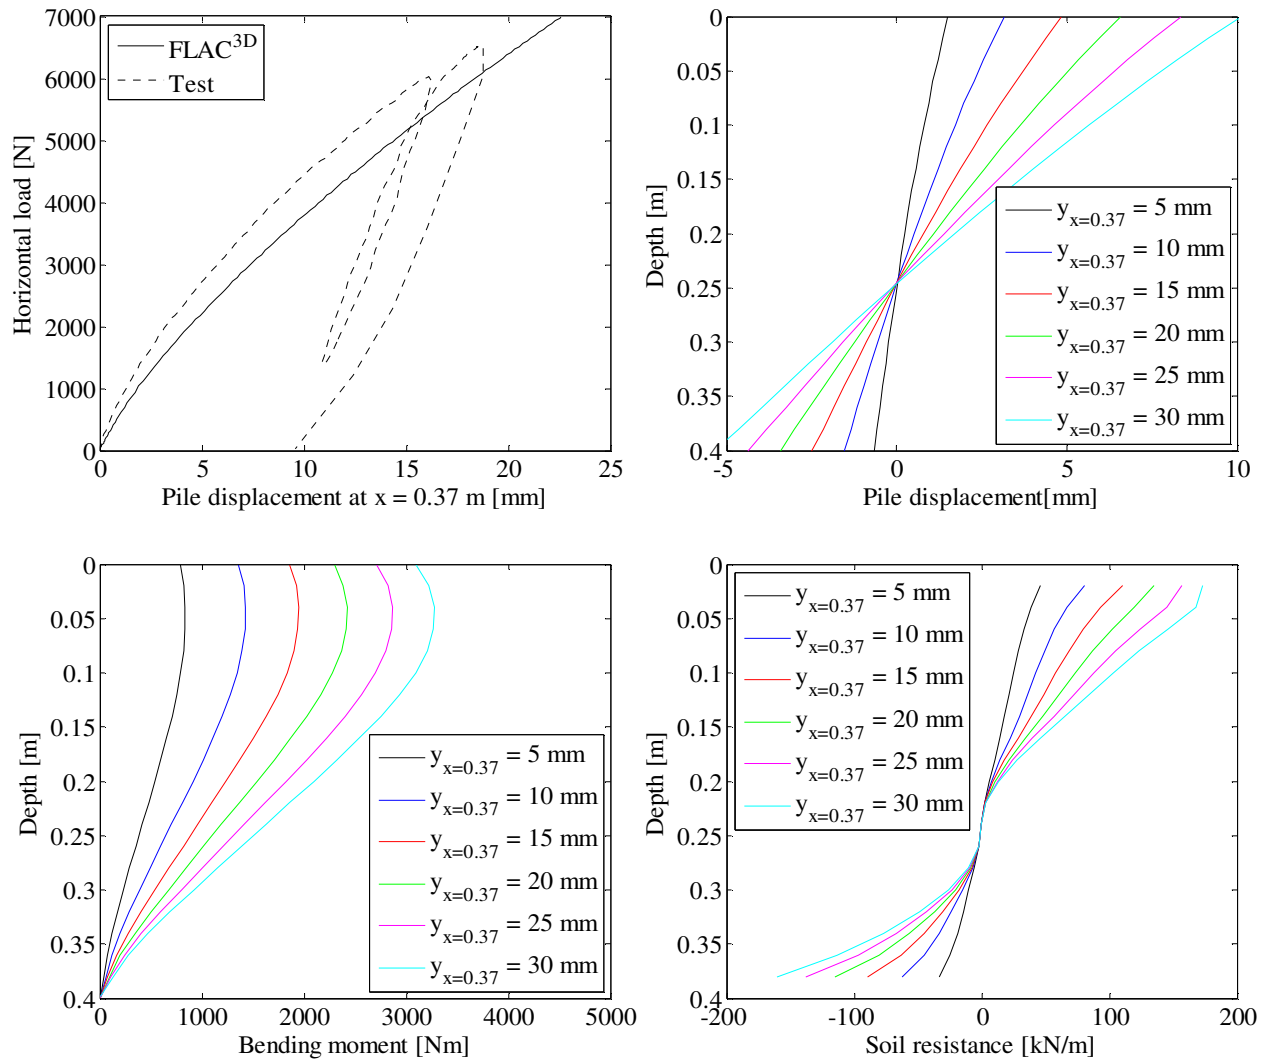 7000
6000
5000
4000
3000
2000
1000
0
Horizontal load [N]
FLAC3D
Test
0 5 10 15 20 25
Pile displacement at x = 0.37 m [mm]
0
0.05
0.1
0.15
0.2
0.25
0.3
0.35
0.4
Depth [m]
yx=0.37 = 5 mm
yx=0.37 = 10 mm
yx=0.37 = 15 mm
yx=0.37 = 20 mm
yx=0.37 = 25 mm
yx=0.37 = 30 mm
-5 0 5 10
Pile displacement[mm]
0
0.05
0.1
0.15
0.2
0.25
0.3
0.35
0.4
Depth [m]
yx=0.37 = 5 mm
yx=0.37 = 10 mm
yx=0.37 = 15 mm
yx=0.37 = 20 mm
yx=0.37 = 25 mm
yx=0.37 = 30 mm
0 1000 2000 3000 4000 5000
Bending moment [Nm]
0
0.05
0.1
0.15
0.2
0.25
0.3
0.35
0.4
Depth [m]
yx=0.37 = 5 mm
yx=0.37 = 10 mm
yx=0.37 = 15 mm
yx=0.37 = 20 mm
yx=0.37 = 25 mm
yx=0.37 = 30 mm
-200 -100 0 100 200
Soil resistance [kN/m]